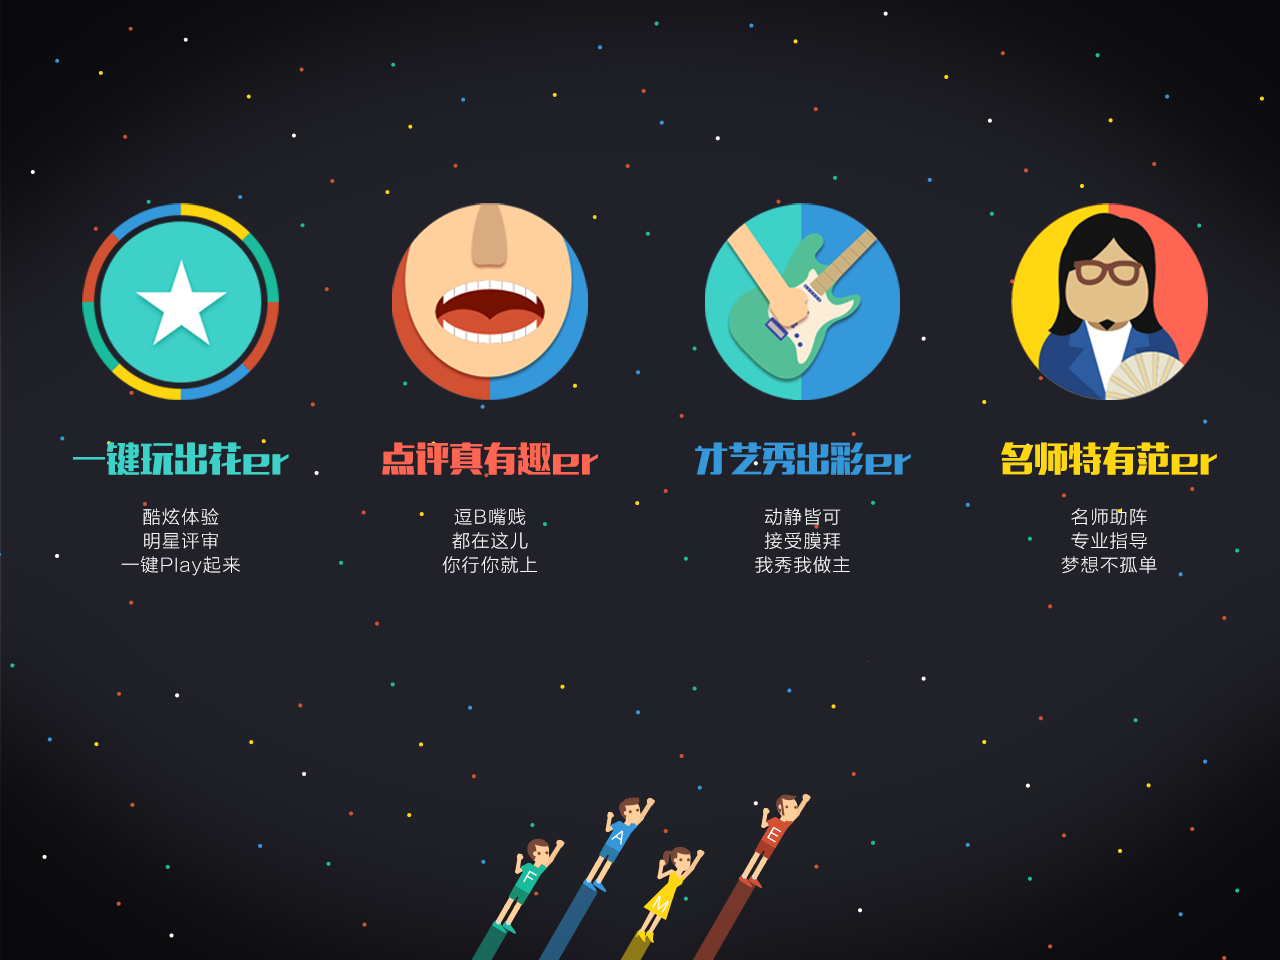 一键玩出花er
酷炫体验
明星评审
一键Play起来
点评真有趣er
逗B嘴贱
都在这儿
你行你就上
才艺秀出彩er
动静皆可
接受膜拜
我秀我做主
名师特有范er
名师助阵
专业指导
梦想不孤单
F
A
M
E